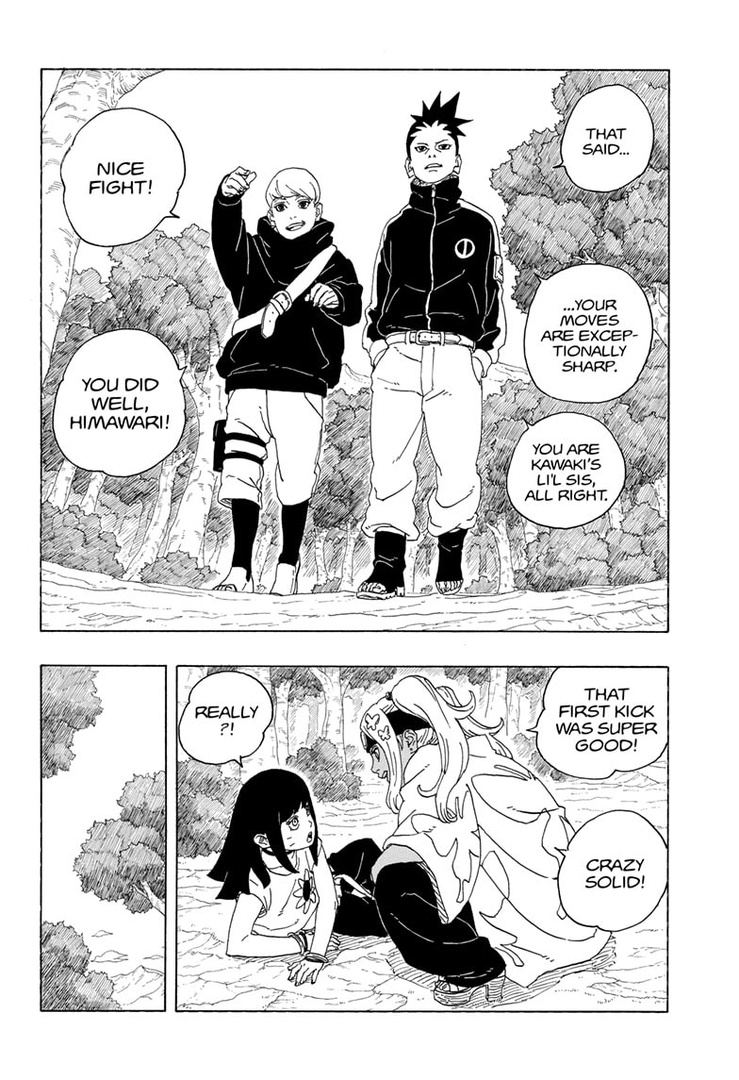 NICE
FIGHT!
YOU DID
WELL,
HIMAWARI!
THAT
SAID...
...YOUR
MOVES
ARE EXCEP-
TIONALLY
SHARP.
YOU ARE
KAWAKI'S
LI'L SIS,
ALL RIGHT.
REALLY
?!
THAT
FIRST KICK
WAS SUPER
GOOD!
CRAZY
SOLID!